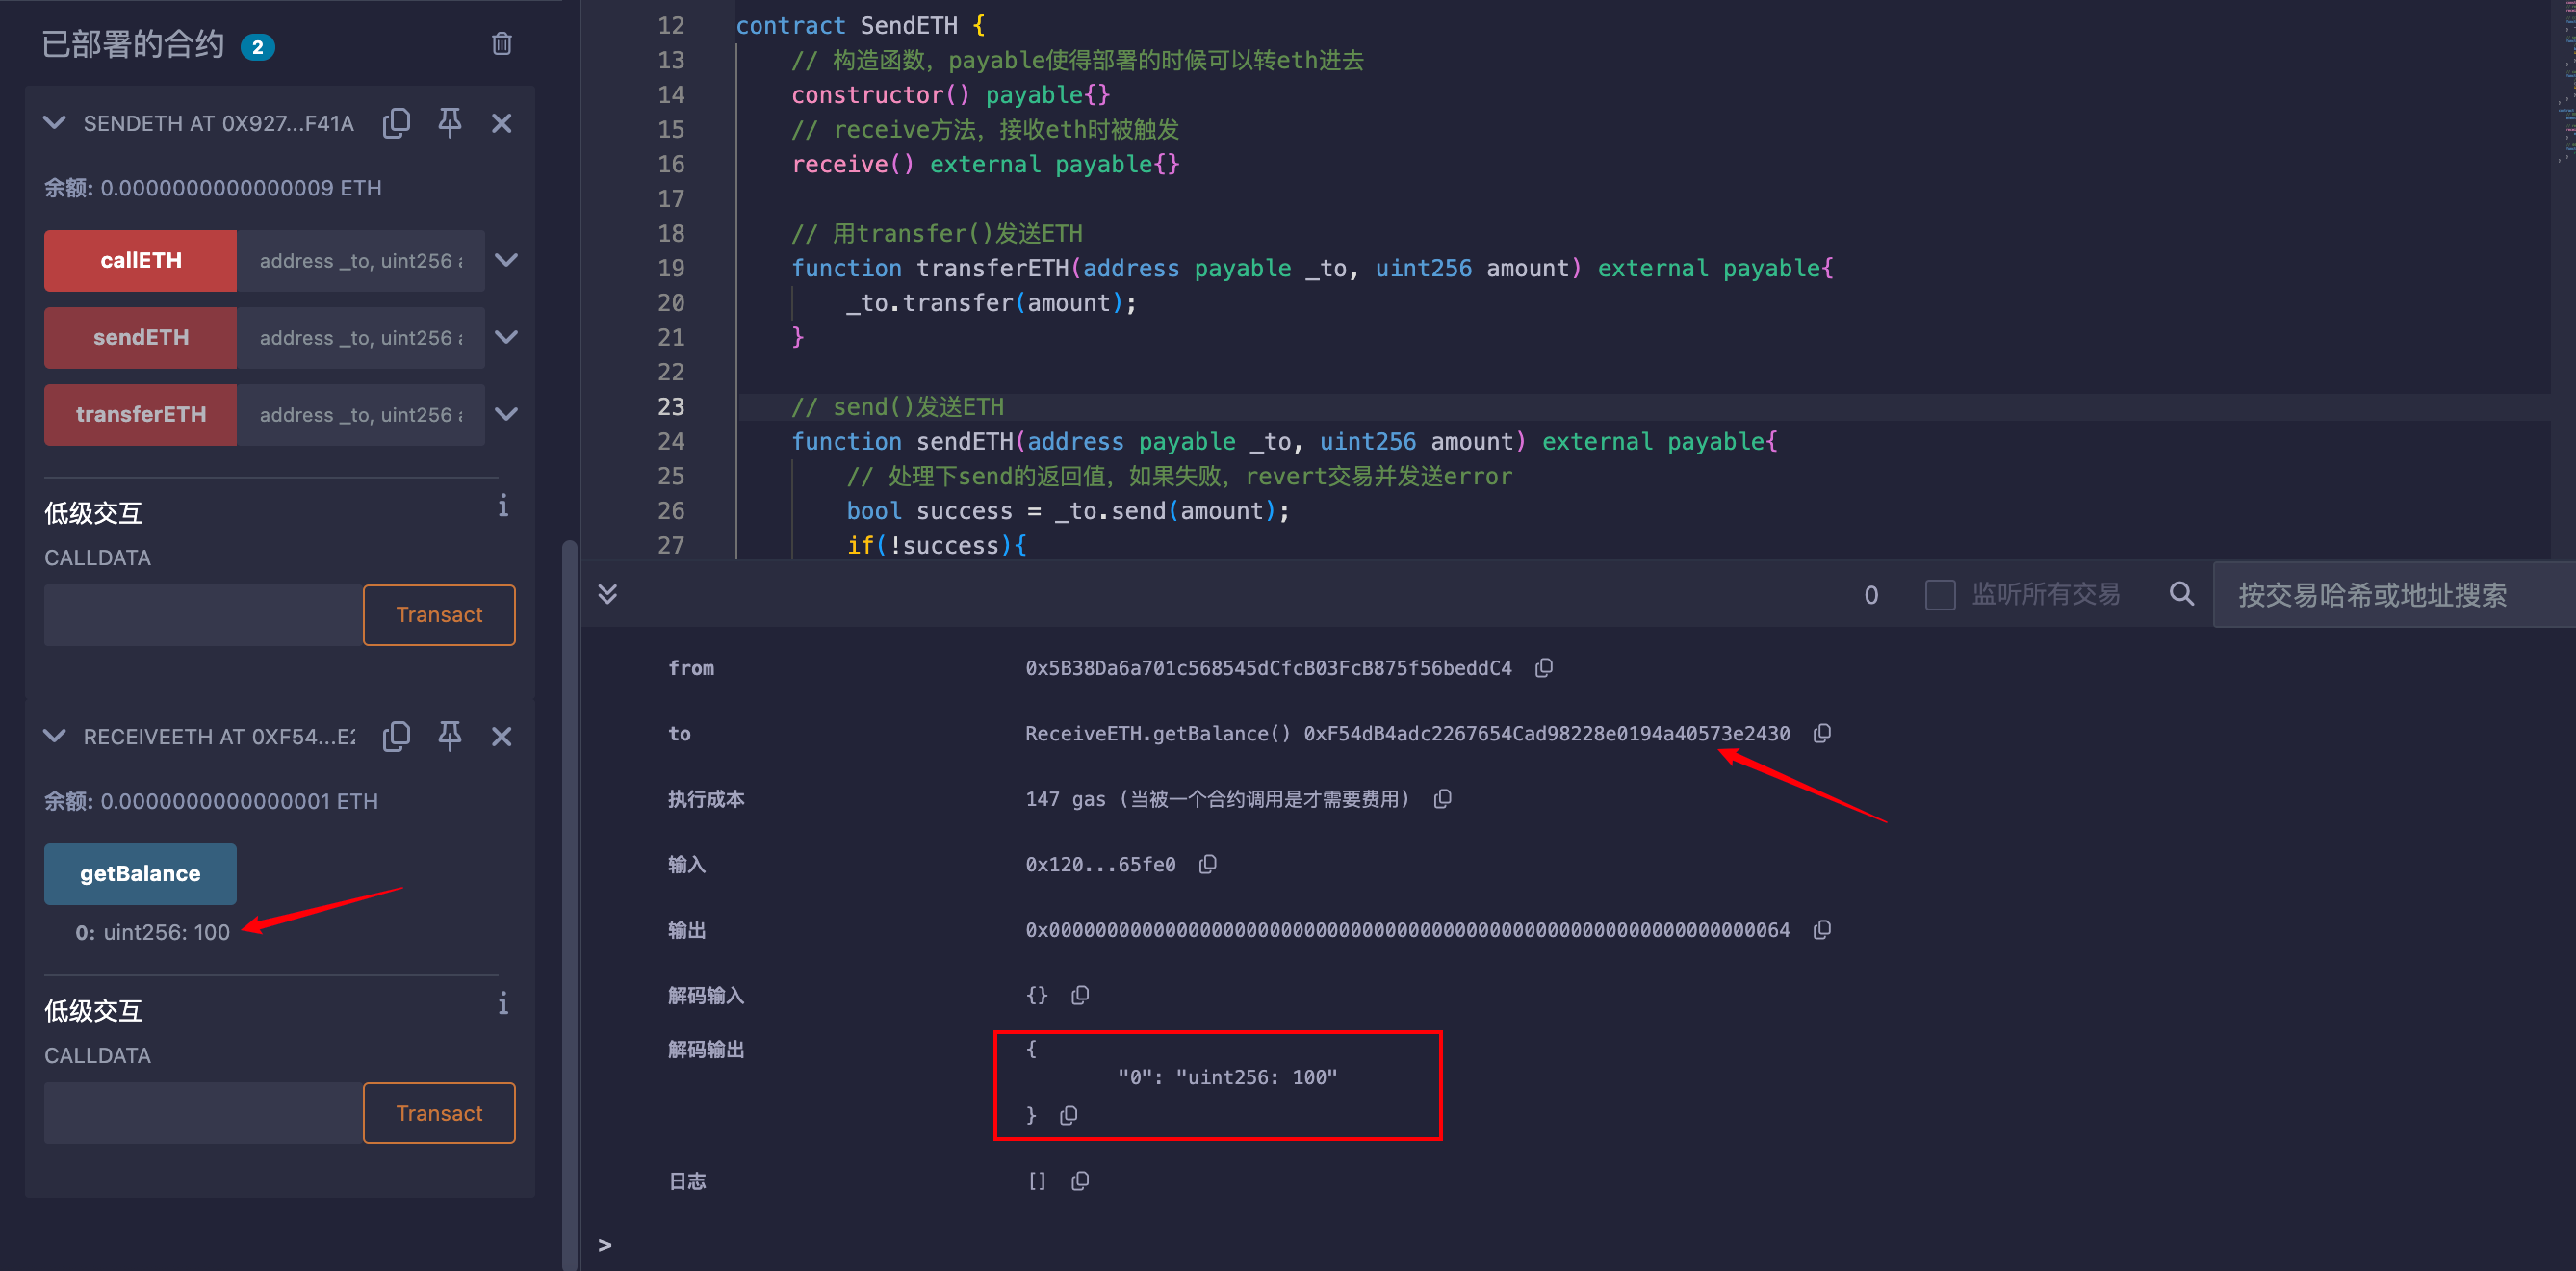 已部署的合约 2
SENDETH AT 0X927...F41A
余额: 0.0000000000000009 ETH
callETH address _to, uint256 a
sendETH address _to, uint256 a
transferETH address _to, uint256 a
低级交互
CALLDATA
Transact
RECEIVEETH AT 0XF54...E2
余额: 0.0000000000000001 ETH
getBalance
0: uint256: 100
低级交互
CALLDATA
Transact
12 contract SendETH {
13 // 构造函数，payable使得部署的时候可以转eth进去
14 constructor() payable{}
15 // receive方法，接收eth时被触发
16 receive() external payable{}
17
18 // 用transfer()发送ETH
19 function transferETH(address payable _to, uint256 amount) external payable{
20 _to.transfer(amount);
21 }
22
23 // send()发送ETH
24 function sendETH(address payable _to, uint256 amount) external payable{
25 // 处理下send的返回值，如果失败，revert交易并发送error
26 bool success = _to.send(amount);
27 if(!success){
0 监听所有交易 按交易哈希或地址搜索
from 0x5B38Da6a701c568545dCfcB03FcB875f56beddC4
to ReceiveETH.getBalance() 0xF54dB4adc2267654Cad98228e0194a40573e2430
执行成本 147 gas (当被一个合约调用是才需要费用)
输入 0x120...65fe0
输出 0x0000000000000000000000000000000000000000000000000000000000000064
解码输入 {}
解码输出 {
"0": "uint256: 100"
}
日志 []
>